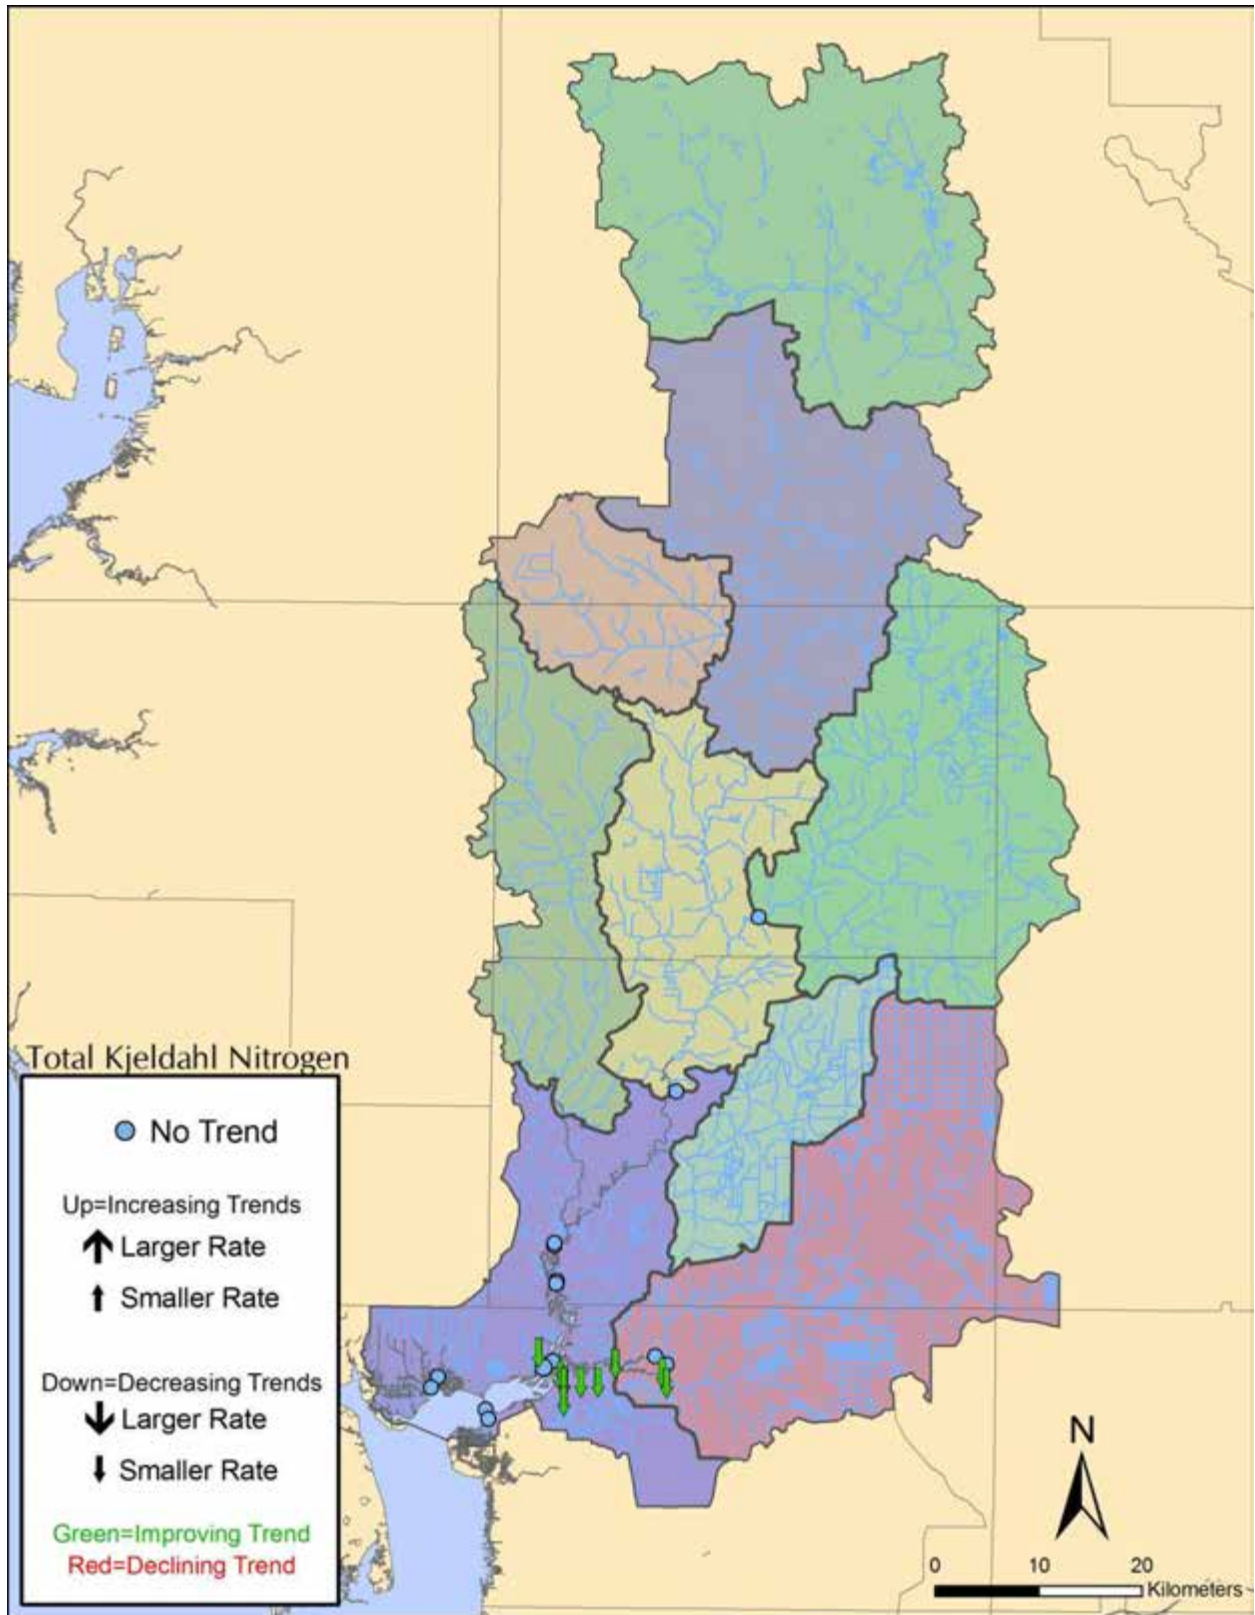 Total Kjeldahl Nitrogen
No Trend
Up=Increasing Trends
Larger Rate
Smaller Rate
Down=Decreasing Trends
Larger Rate
Smaller Rate
Green=Improving Trend
Red=Declining Trend
N
0 10 20
Kilometers